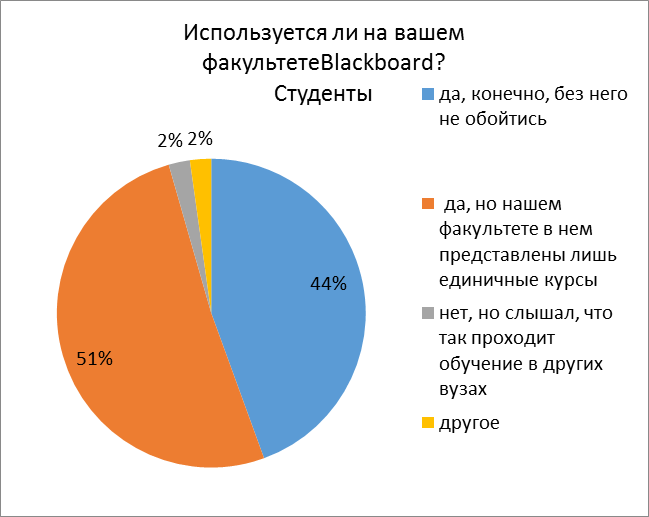 Используется ли на вашем
факультетеBlackboard?
Студенты
да, конечно, без него
не обойтись
да, но нашем
факультете в нем
представлены лишь
единичные курсы
нет, но слышал, что
так проходит
обучение в других
вузах
другое
2%
2%
44%
51%